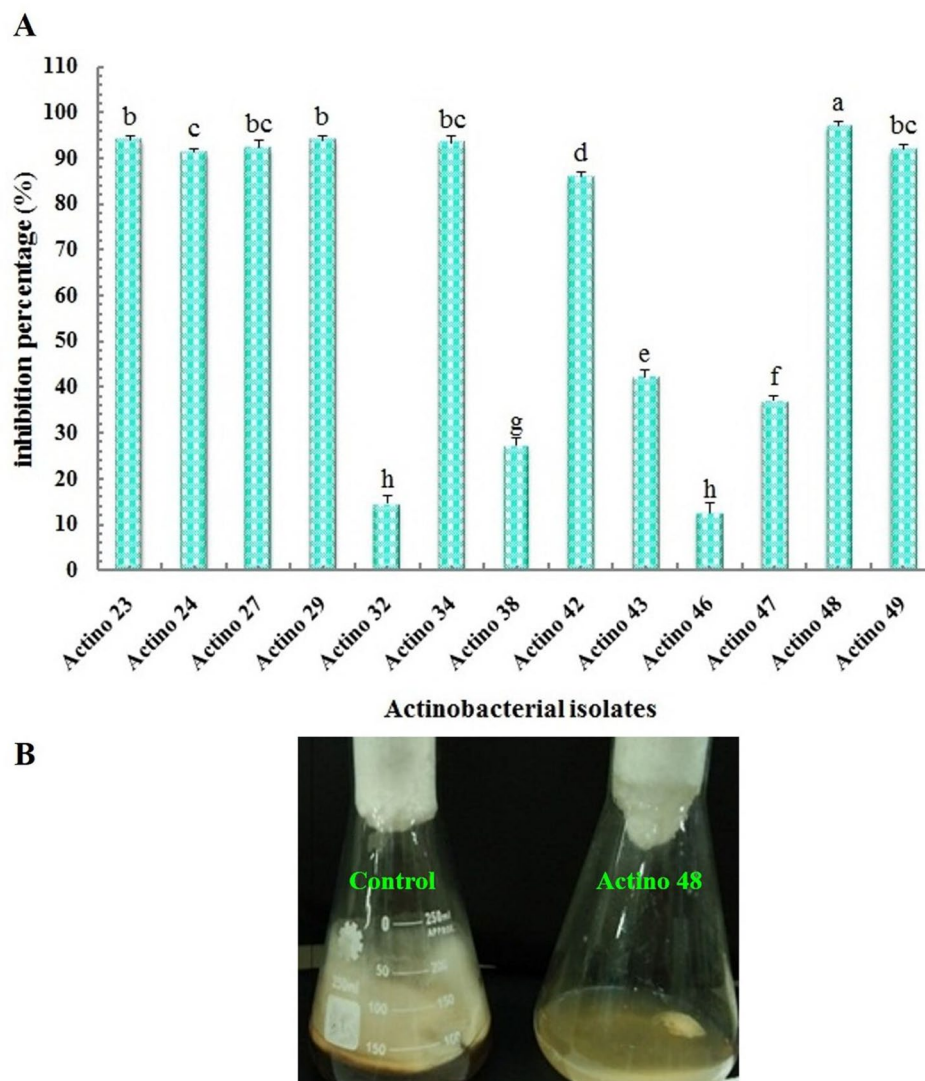 A
110
100
90
80
70
60
50
40
30
20
10
0
inhibition percentage (%)
b
c
bc
b
h
bc
g
d
e
h
f
a
bc
Actino 23
Actino 24
Actino 27
Actino 29
Actino 32
Actino 34
Actino 38
Actino 42
Actino 43
Actino 46
Actino 47
Actino 48
Actino 49
Actinobacterial isolates
B
Control
Actino 48
0 250ml
APPROX.
50 200
250ml
100 150
150 100